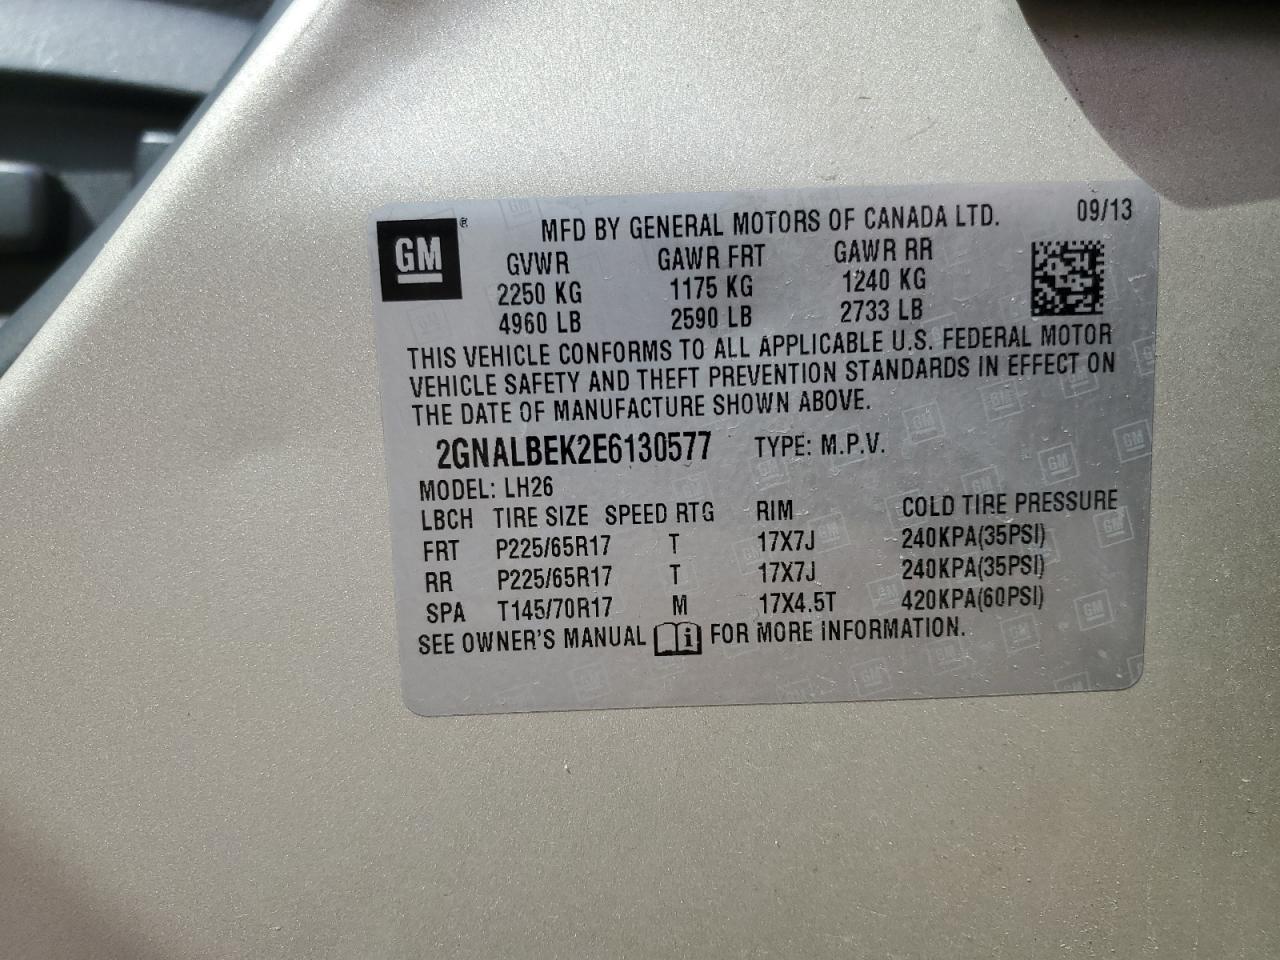 GM ® MFD BY GENERAL MOTORS OF CANADA LTD. 09/13
GVWR GAWR FRT GAWR RR
2250 KG 1175 KG 1240 KG
4960 LB 2590 LB 2733 LB
THIS VEHICLE CONFORMS TO ALL APPLICABLE U.S. FEDERAL MOTOR
VEHICLE SAFETY AND THEFT PREVENTION STANDARDS IN EFFECT ON
THE DATE OF MANUFACTURE SHOWN ABOVE.
2GNALBEK2E6130577 TYPE: M.P.V.
MODEL: LH26
LBCH TIRE SIZE SPEED RTG RIM COLD TIRE PRESSURE
FRT P225/65R17 T 17X7J 240KPA(35PSI)
RR P225/65R17 T 17X7J 240KPA(35PSI)
SPA T145/70R17 M 17X4.5T 420KPA(60PSI)
SEE OWNER'S MANUAL i FOR MORE INFORMATION.